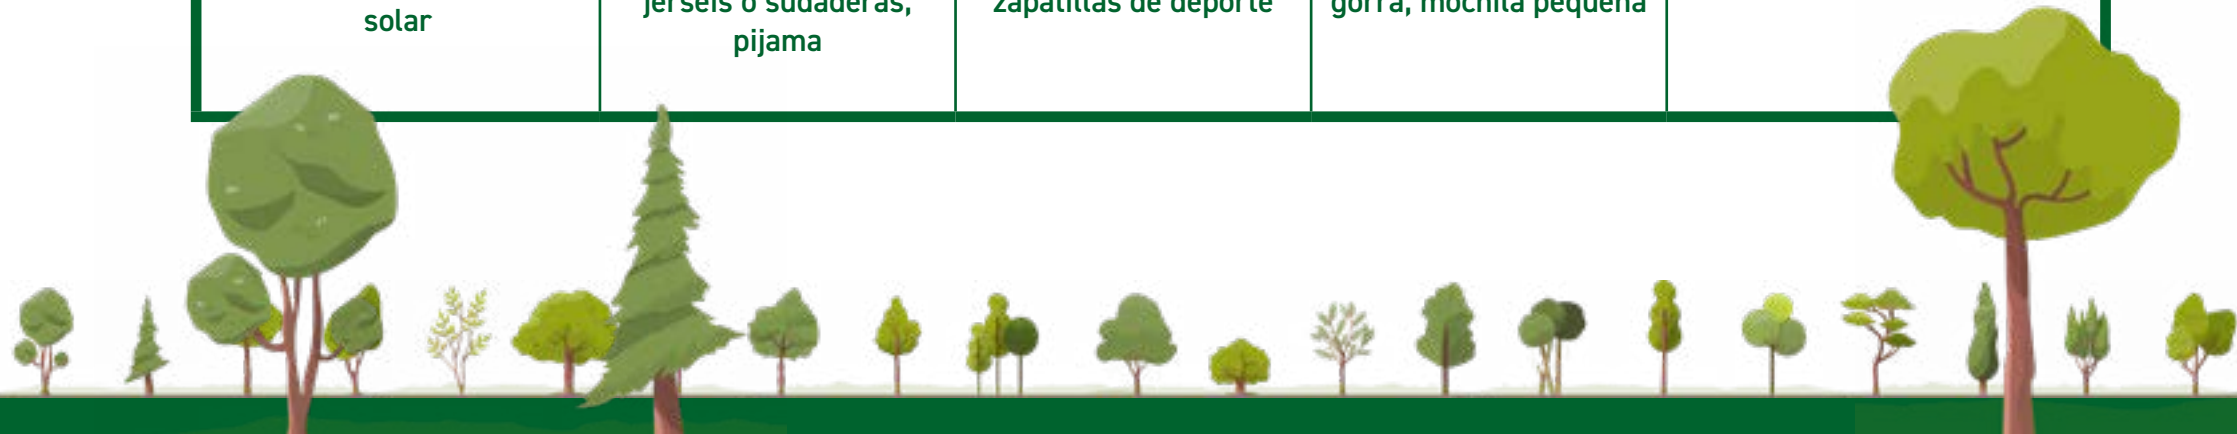 solar
jerséis o sudaderas,
pijama
zapatillas de deporte
gorra, mochila pequeña